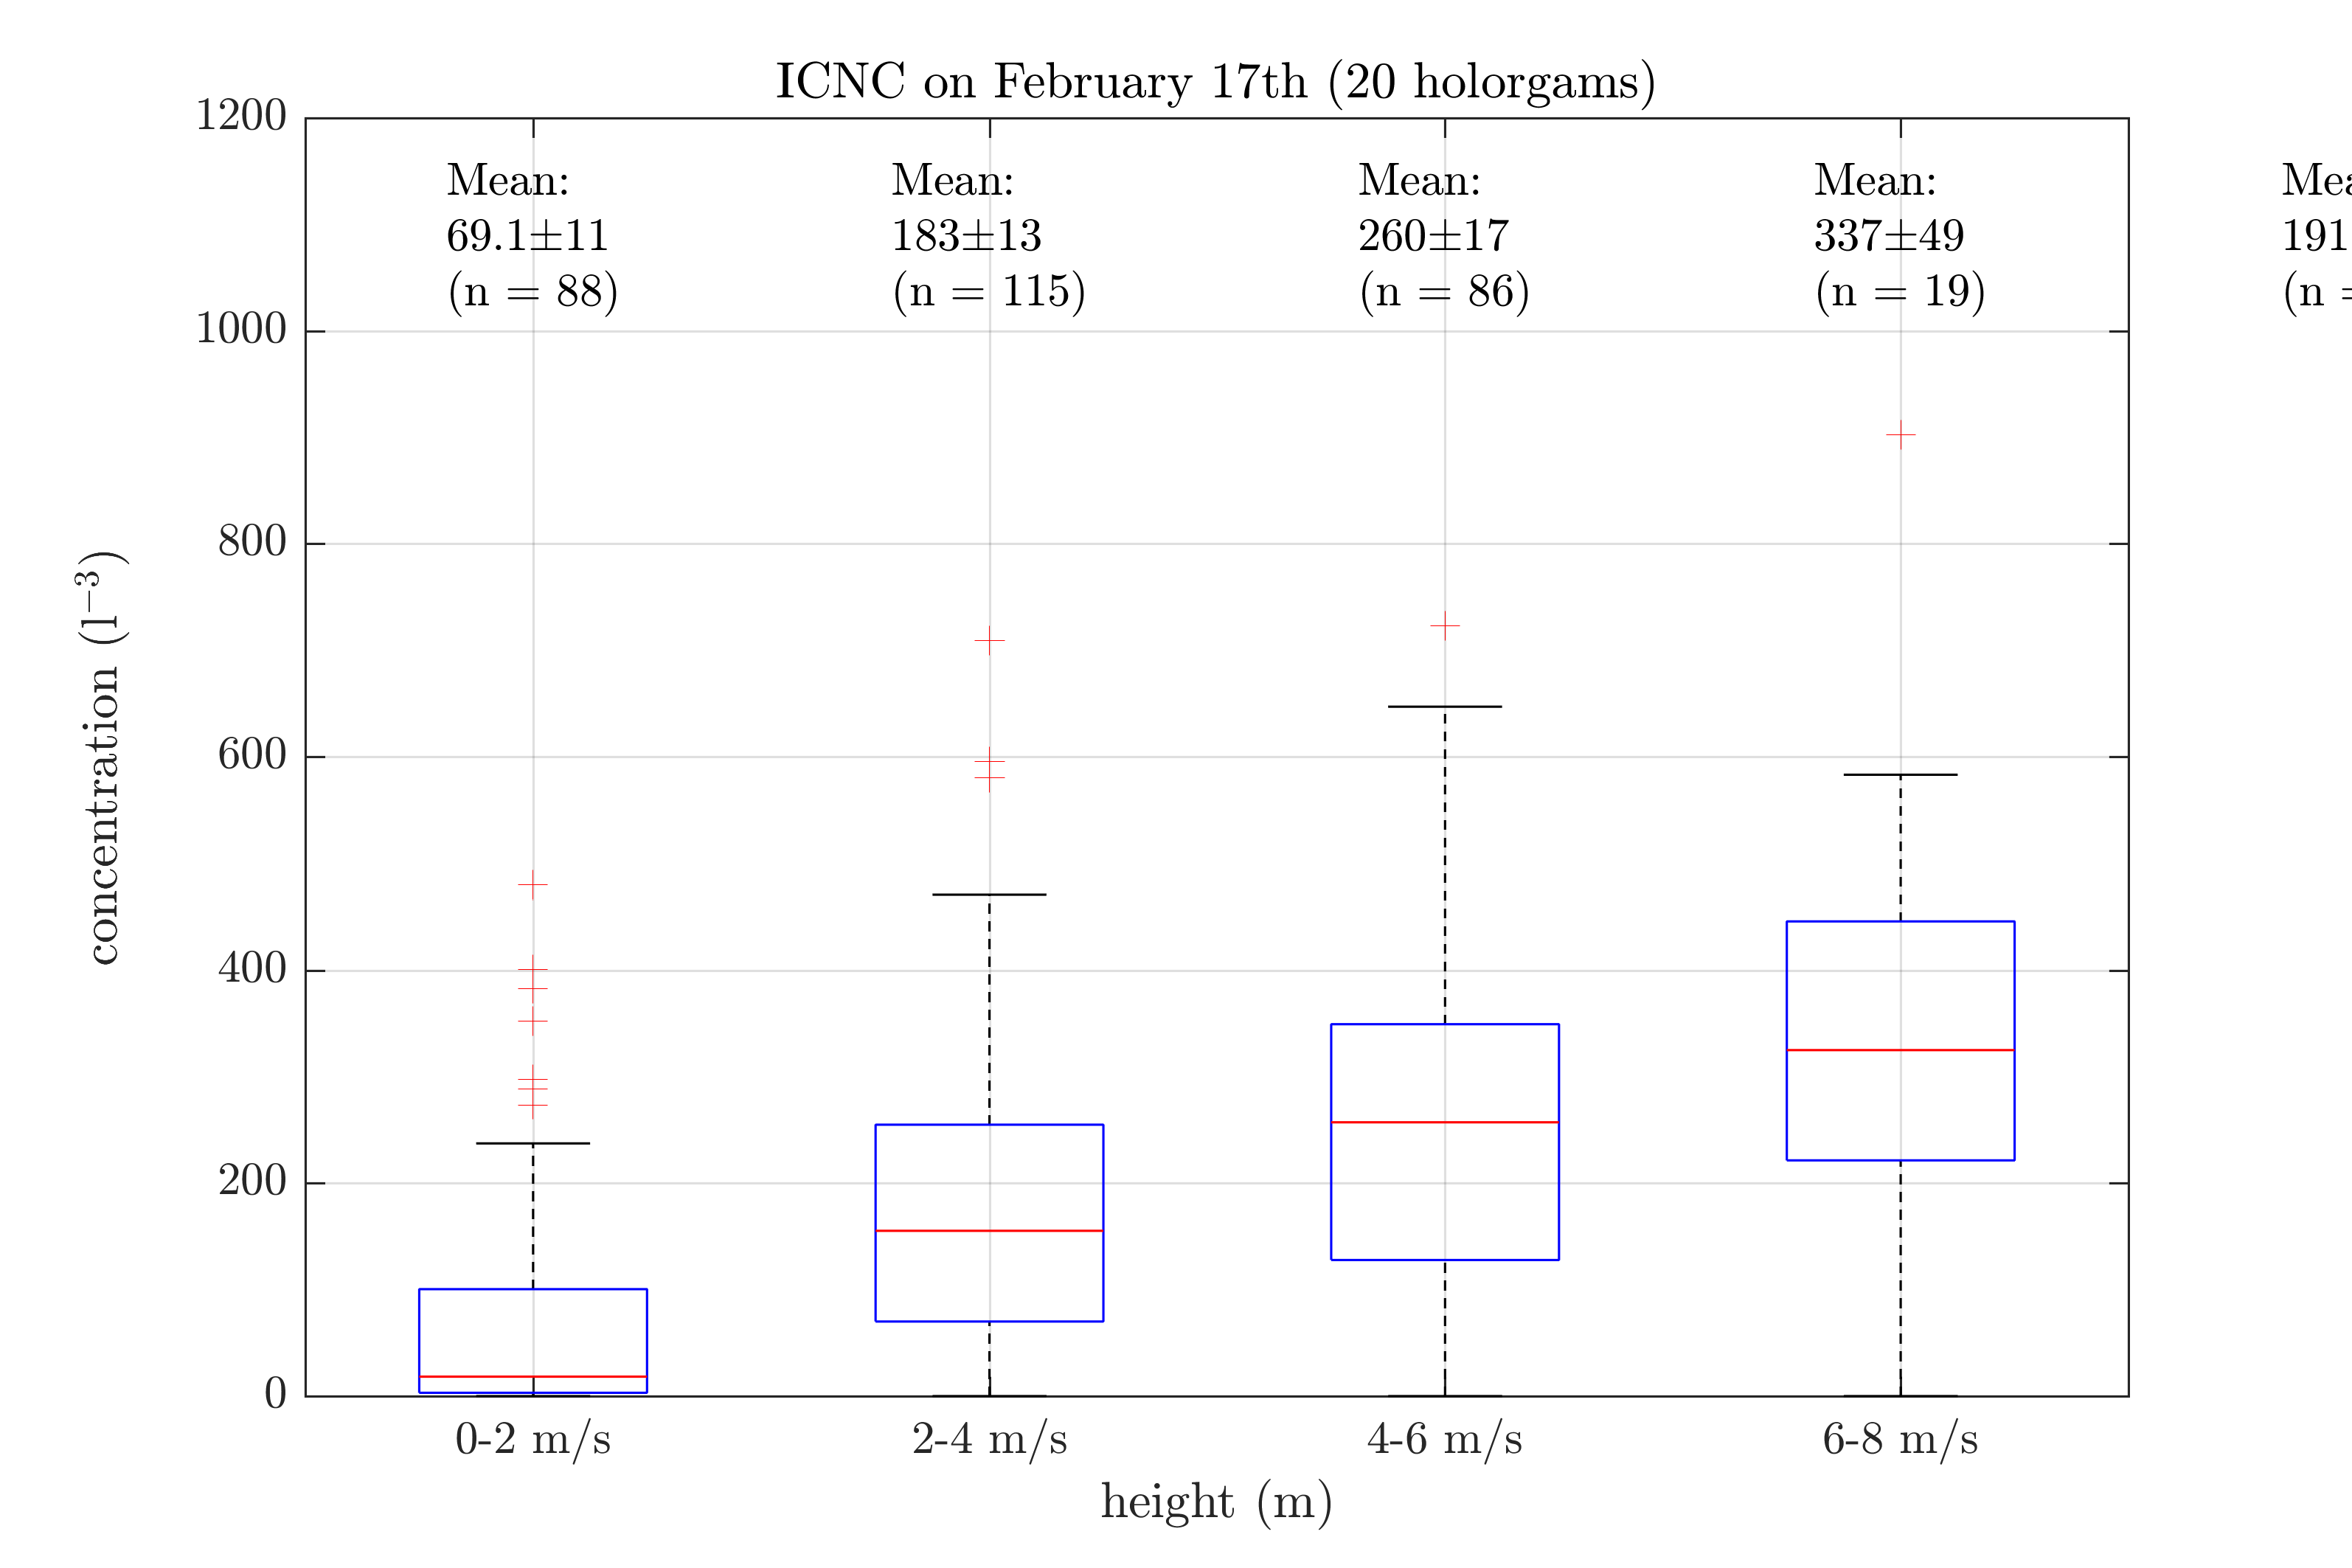 ICNC on February 17th (20 holorgams)
1200
1000
800
600
400
200
0
concentration (l⁻³)
Mean:
69.1±11
(n = 88)
Mean:
183±13
(n = 115)
Mean:
260±17
(n = 86)
Mean:
337±49
(n = 19)
191
(n
0-2 m/s
2-4 m/s
4-6 m/s
6-8 m/s
height (m)